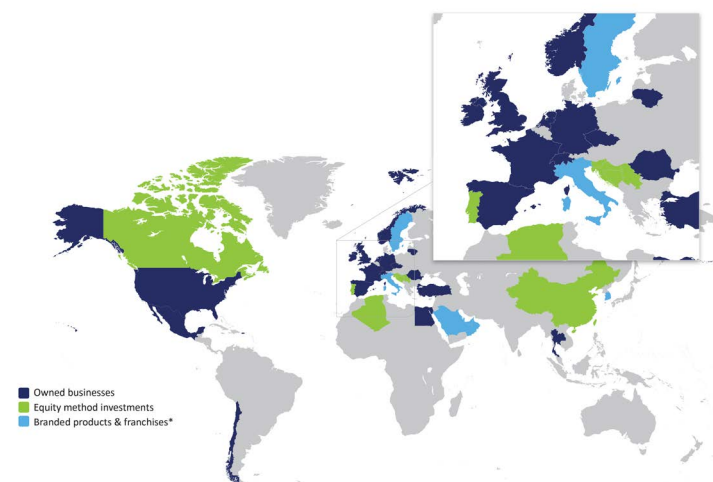 Owned businesses
Equity method investments
Branded products & franchises*